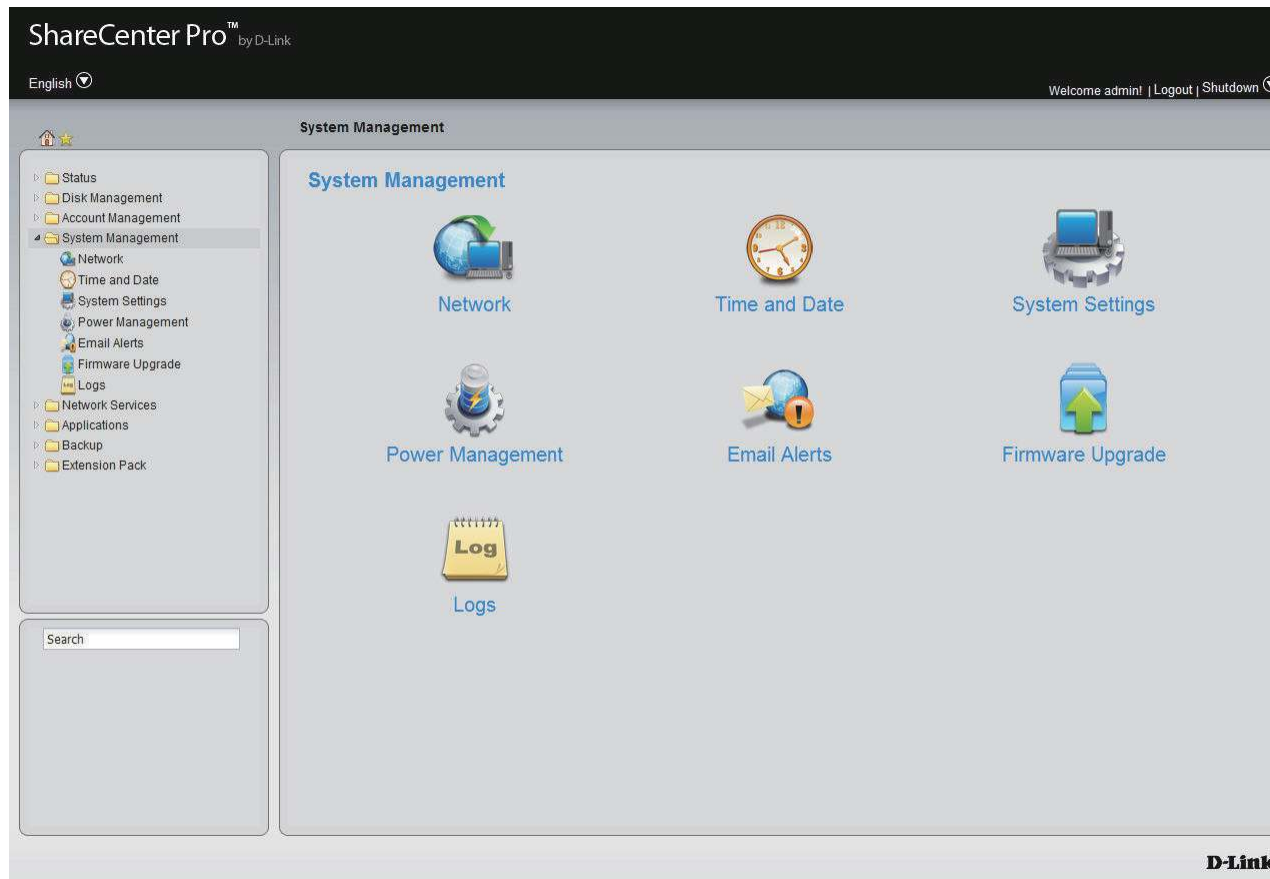 ShareCenter Pro™ by D-Link
English
Welcome admin! | Logout | Shutdown
System Management
Status
Disk Management
Account Management
System Management
Network
Time and Date
System Settings
Power Management
Email Alerts
Firmware Upgrade
Logs
Network Services
Applications
Backup
Extension Pack
Search
System Management
Network
Time and Date
System Settings
Power Management
Email Alerts
Firmware Upgrade
Log
Logs
D-Link